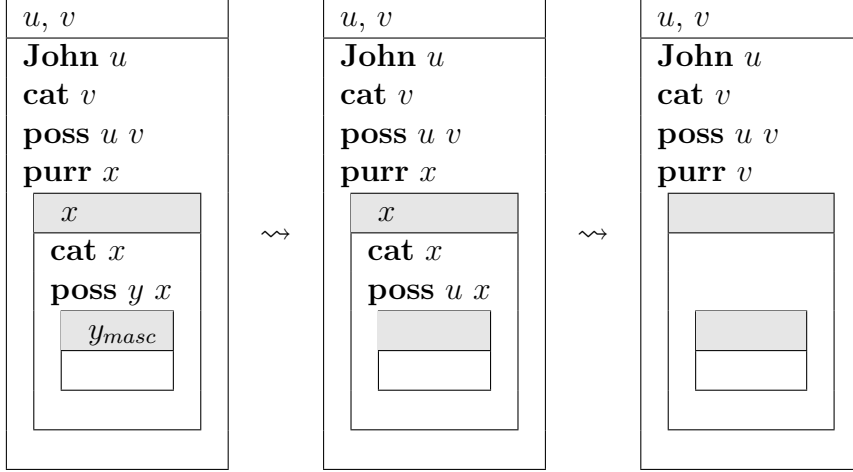 u, v
John u
cat v
poss u v
purr x
x
cat x
poss y x
y_masc
⇝
u, v
John u
cat v
poss u v
purr x
x
cat x
poss u x
⇝
u, v
John u
cat v
poss u v
purr v